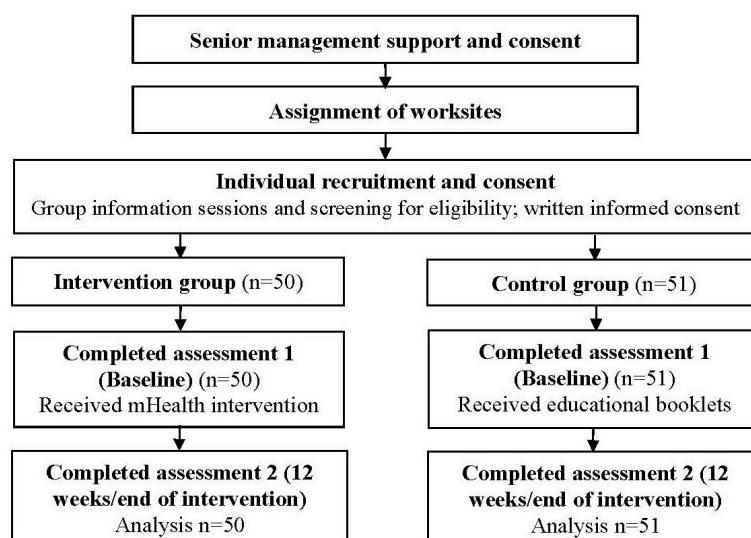 Senior management support and consent
Assignment of worksites
Individual recruitment and consent
Group information sessions and screening for eligibility; written informed consent
Intervention group (n=50)
Control group (n=51)
Completed assessment 1
(Baseline) (n=50)
Received mHealth intervention
Completed assessment 1
(Baseline) (n=51)
Received educational booklets
Completed assessment 2 (12
weeks/end of intervention)
Analysis n=50
Completed assessment 2 (12
weeks/end of intervention)
Analysis n=51